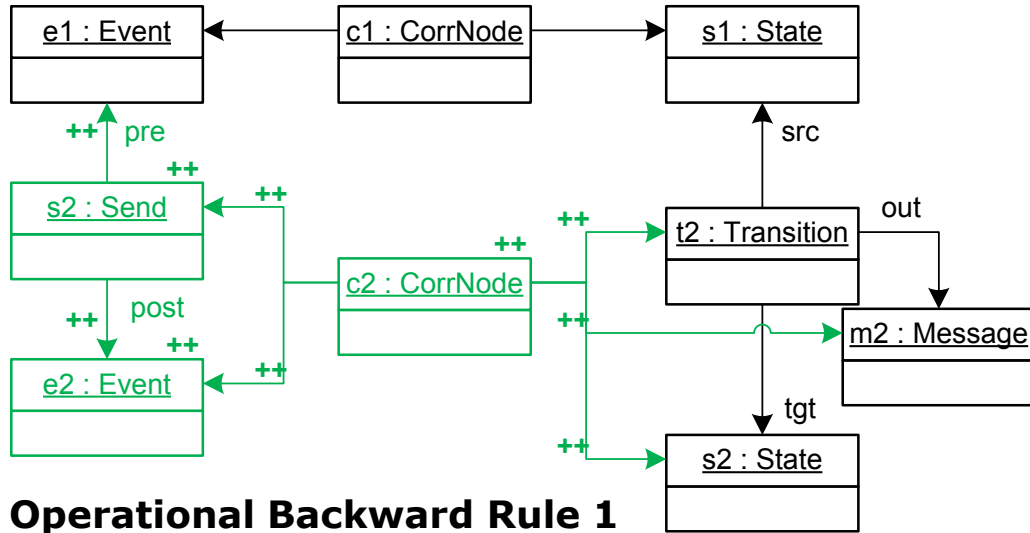 e1 : Event
c1 : CorrNode
s1 : State
++
pre
src
++
s2 : Send
++
++
t2 : Transition
out
++
c2 : CorrNode
++
post
++
m2 : Message
++
e2 : Event
++
tgt
++
s2 : State
Operational Backward Rule 1